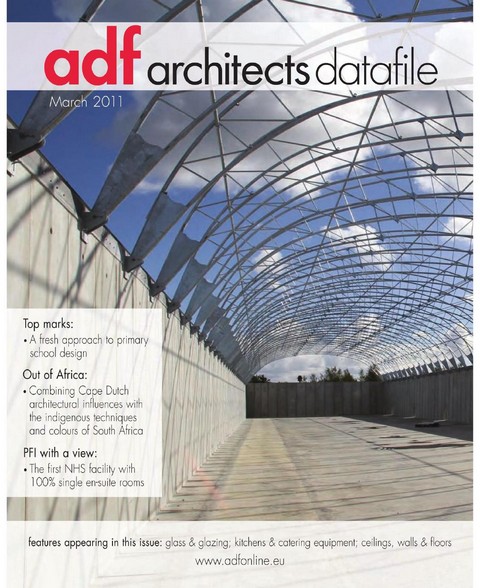 adf architects datafile
March 2011
Top marks:
• A fresh approach to primary
school design
Out of Africa:
• Combining Cape Dutch
architectural influences with
the indigenous techniques
and colours of South Africa
PFI with a view:
• The first NHS facility with
100% single en-suite rooms
features appearing in this issue: glass & glazing; kitchens & catering equipment; ceilings, walls & floors
www.adfonline.eu